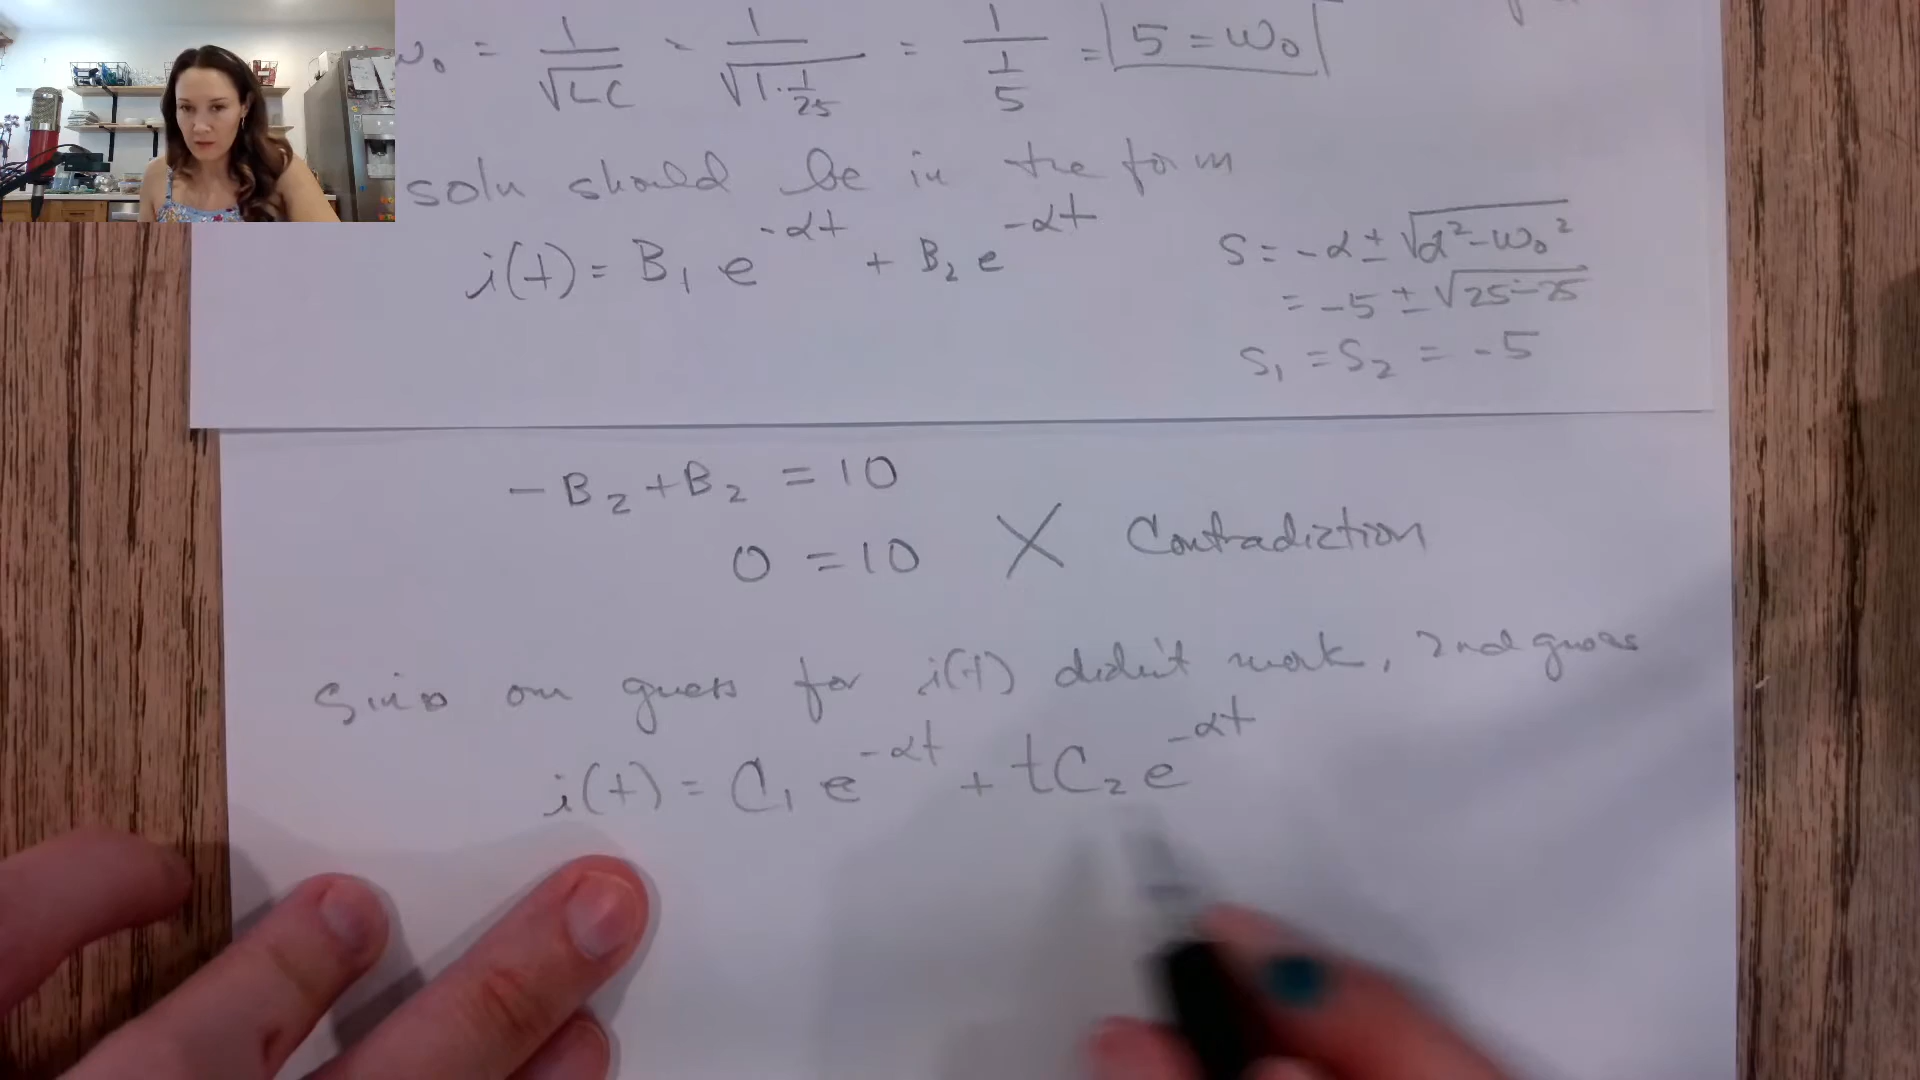 ω₀ = 1/√LC = 1/√(1·1/25) = 1/(1/5) = 5 = ω₀
soln should be in the form
i(t) = B₁ e^(-αt) + B₂ e^(-αt)
S = -α ± √(α²-ω₀²)
= -5 ± √(25-25)
S₁ = S₂ = -5
-B₂ + B₂ = 10
0 = 10 X Contradiction
our guess for i(t) didn't work, 2nd guess
i(t) = C₁ e^(-αt) + tC₂ e^(-αt)